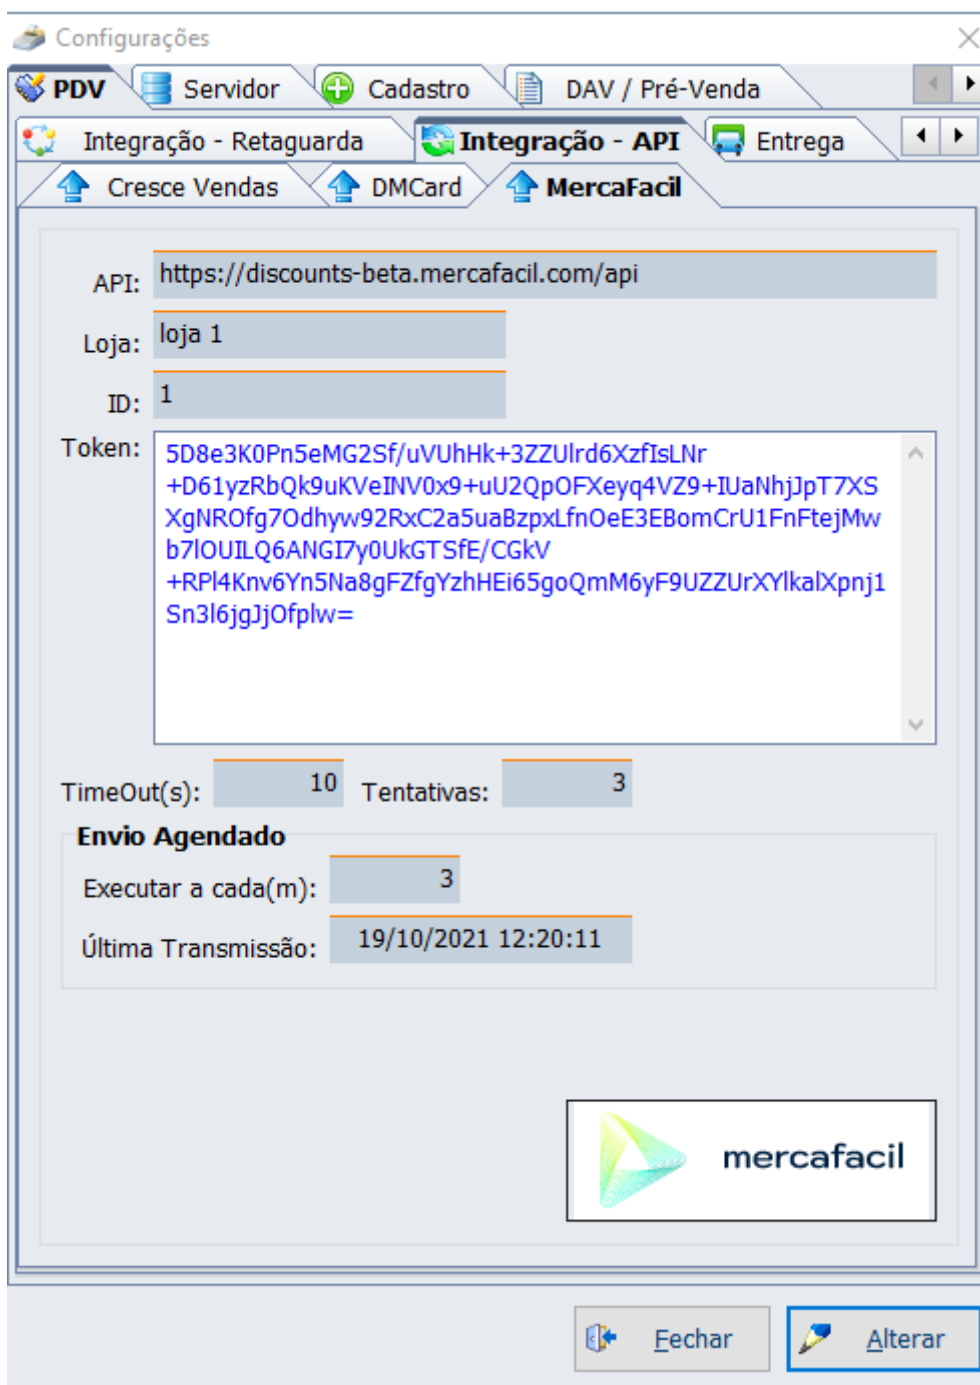 Configurações
PDV Servidor Cadastro DAV / Pré-Venda
Integração - Retaguarda Integração - API Entrega
Cresce Vendas DMCard MercaFacil
API: https://discounts-beta.mercafacil.com/api
Loja: loja 1
ID: 1
Token: 5D8e3K0Pn5eMG2Sf/uVUhHk+3ZZUlrd6XzfIsLNr
+D61yzRbQk9uKVeINV0x9+uU2QpOFXeyq4VZ9+IUaNhjJpT7XS
XgNROfg7Odhyw92RxC2a5uaBzpxLfnOeE3EBomCrU1FnFtejMw
b7lOUILQ6ANGI7y0UkGTSfE/CGkV
+RPl4Knv6Yn5Na8gFZfgYzhHEi65goQmM6yF9UZZUrXYlkalXpnj1
Sn3l6jgJjOfplw=
TimeOut(s): 10 Tentativas: 3
Envio Agendado
Executar a cada(m): 3
Última Transmissão: 19/10/2021 12:20:11
mercafacil
Fechar Alterar